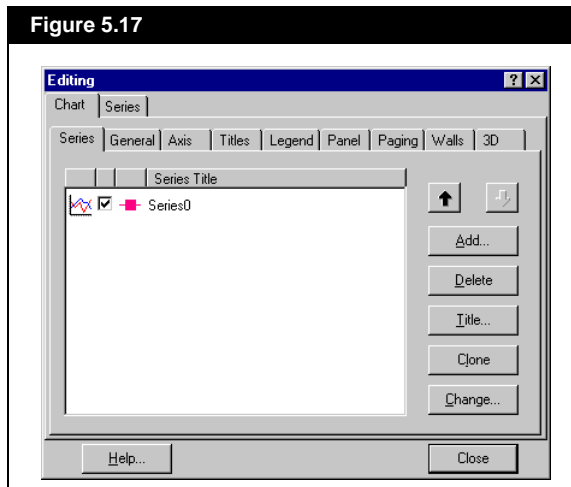 Figure 5.17
Editing
Chart Series
Series General Axis Titles Legend Panel Paging Walls 3D
Series Title
Series0
Add...
Delete
Title...
Clone
Change...
Help... Close